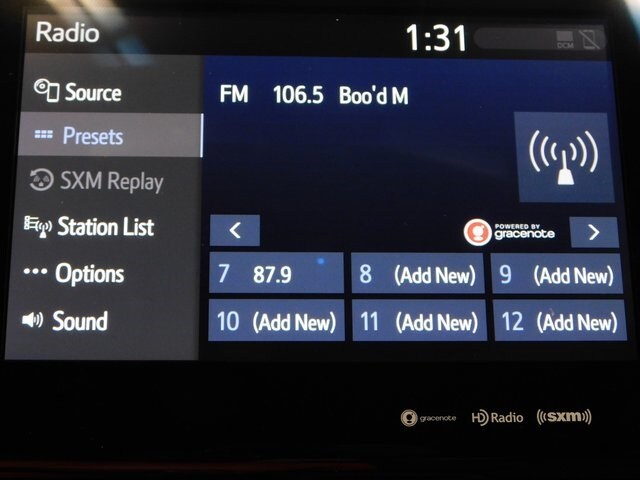 Radio
1:31
DCM
Source
Presets
SXM Replay
Station List
Options
Sound
FM 106.5 Boo'd M
<
POWERED BY
gracenote
>
7 87.9
8 (Add New)
9 (Add New)
10 (Add New)
11 (Add New)
12 (Add New)
gracenote HD Radio ((sxm))